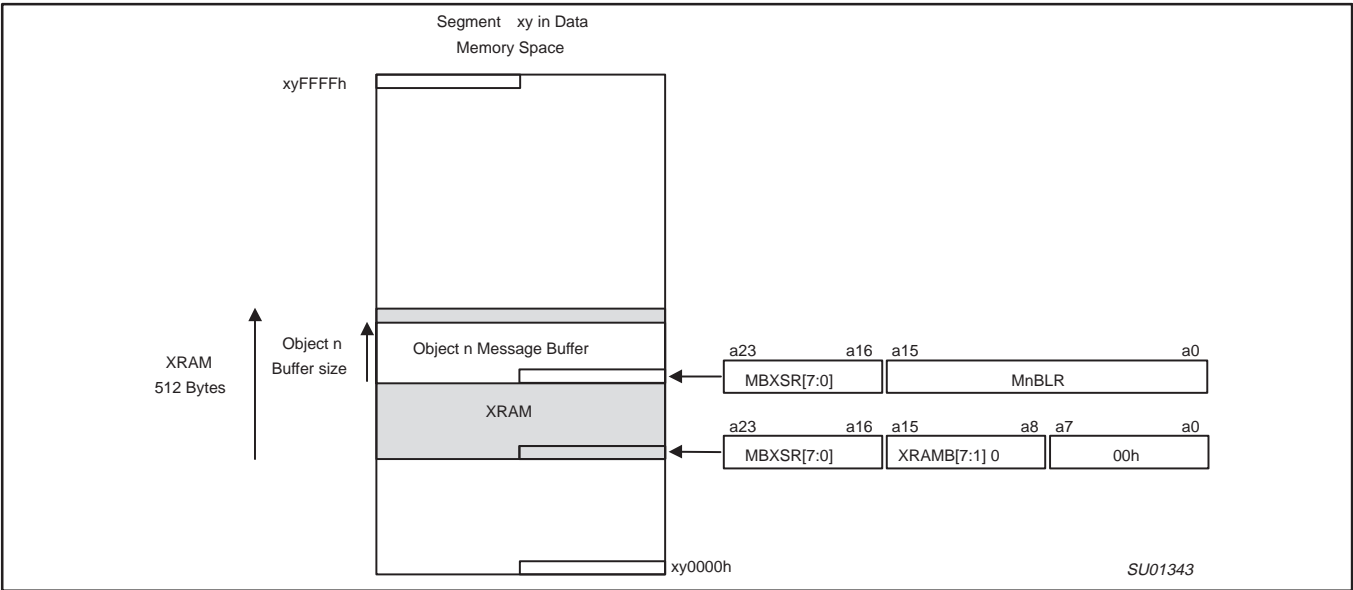 Segment xy in Data
Memory Space
xyFFFFh
XRAM
512 Bytes
Object n
Buffer size
Object n Message Buffer
XRAM
a23 a16 a15 a0
MBXSR[7:0] MnBLR
a23 a16 a15 a8 a7 a0
MBXSR[7:0] XRAMB[7:1] 0 00h
xy0000h
SU01343